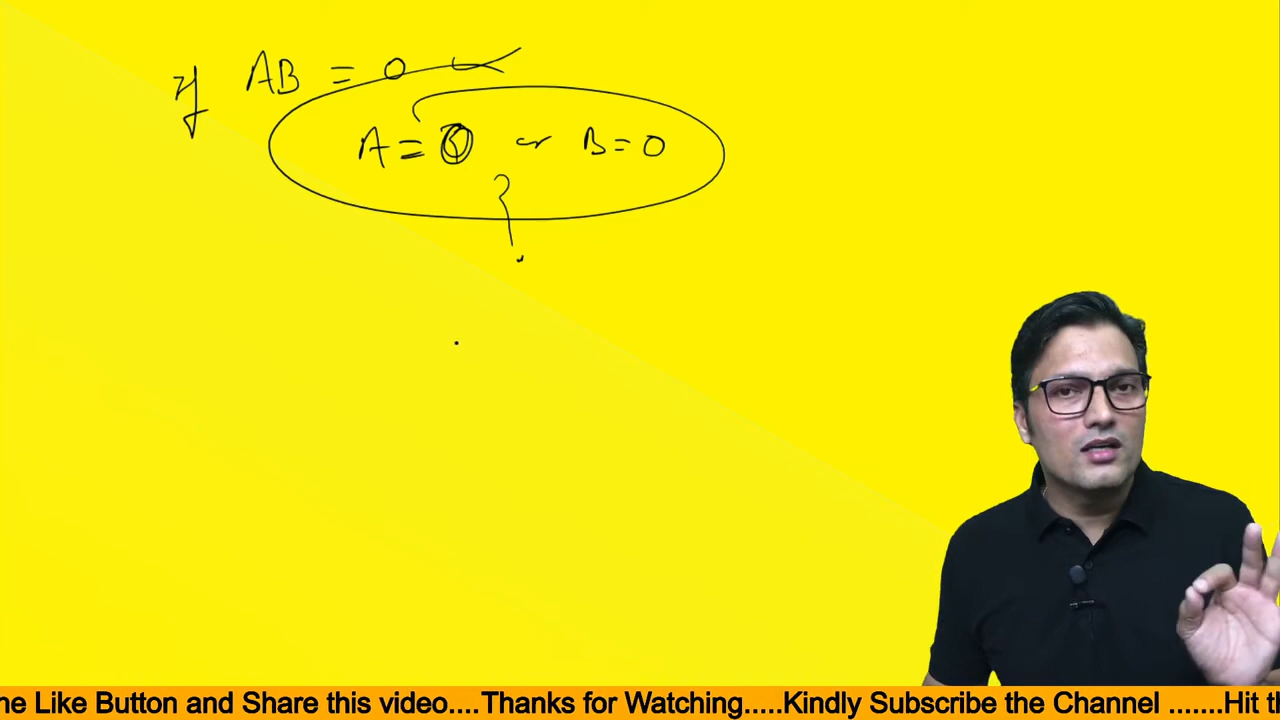 if AB = 0
A = 0 or B = 0
?
he Like Button and Share this video....Thanks for Watching.....Kindly Subscribe the Channel .......Hit t